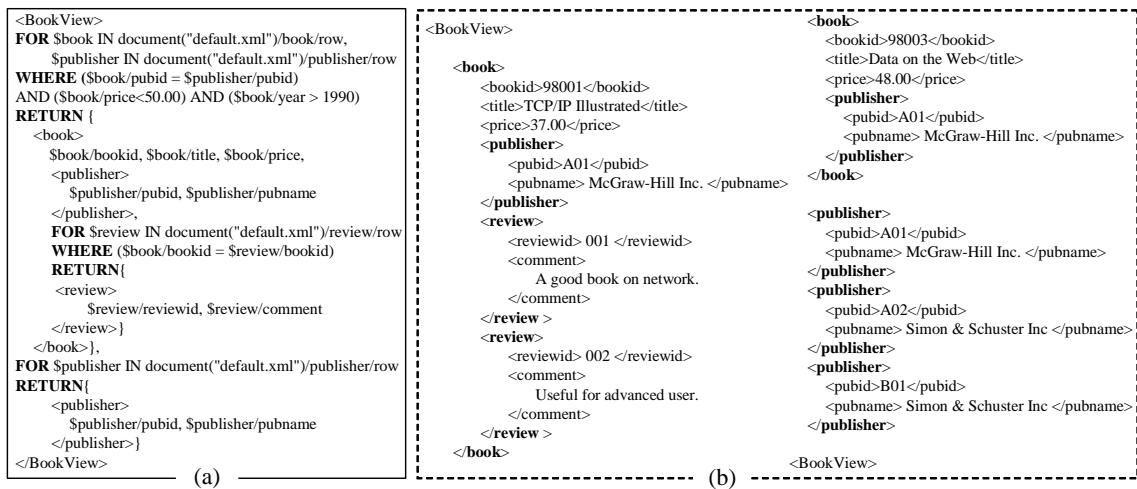 <BookView>
FOR $book IN document("default.xml")/book/row,
$publisher IN document("default.xml")/publisher/row
WHERE ($book/pubid = $publisher/pubid)
AND ($book/price<50.00) AND ($book/year > 1990)
RETURN {
<book>
$book/bookid, $book/title, $book/price,
<publisher>
$publisher/pubid, $publisher/pubname
</publisher>,
FOR $review IN document("default.xml")/review/row
WHERE ($book/bookid = $review/bookid)
RETURN{
<review>
$review/reviewid, $review/comment
</review>}
</book>},
FOR $publisher IN document("default.xml")/publisher/row
RETURN{
<publisher>
$publisher/pubid, $publisher/pubname
</publisher>}
</BookView>
(a)
<BookView>
<book>
<bookid>98001</bookid>
<title>TCP/IP Illustrated</title>
<price>37.00</price>
<publisher>
<pubid>A01</pubid>
<pubname> McGraw-Hill Inc. </pubname>
</publisher>
<review>
<reviewid> 001 </reviewid>
<comment>
A good book on network.
</comment>
</review >
<review>
<reviewid> 002 </reviewid>
<comment>
Useful for advanced user.
</comment>
</review >
</book>
<book>
<bookid>98003</bookid>
<title>Data on the Web</title>
<price>48.00</price>
<publisher>
<pubid>A01</pubid>
<pubname> McGraw-Hill Inc. </pubname>
</publisher>
</book>
<publisher>
<pubid>A01</pubid>
<pubname> McGraw-Hill Inc. </pubname>
</publisher>
<publisher>
<pubid>A02</pubid>
<pubname> Simon & Schuster Inc </pubname>
</publisher>
<publisher>
<pubid>B01</pubid>
<pubname> Simon & Schuster Inc </pubname>
</publisher>
<BookView>
(b)